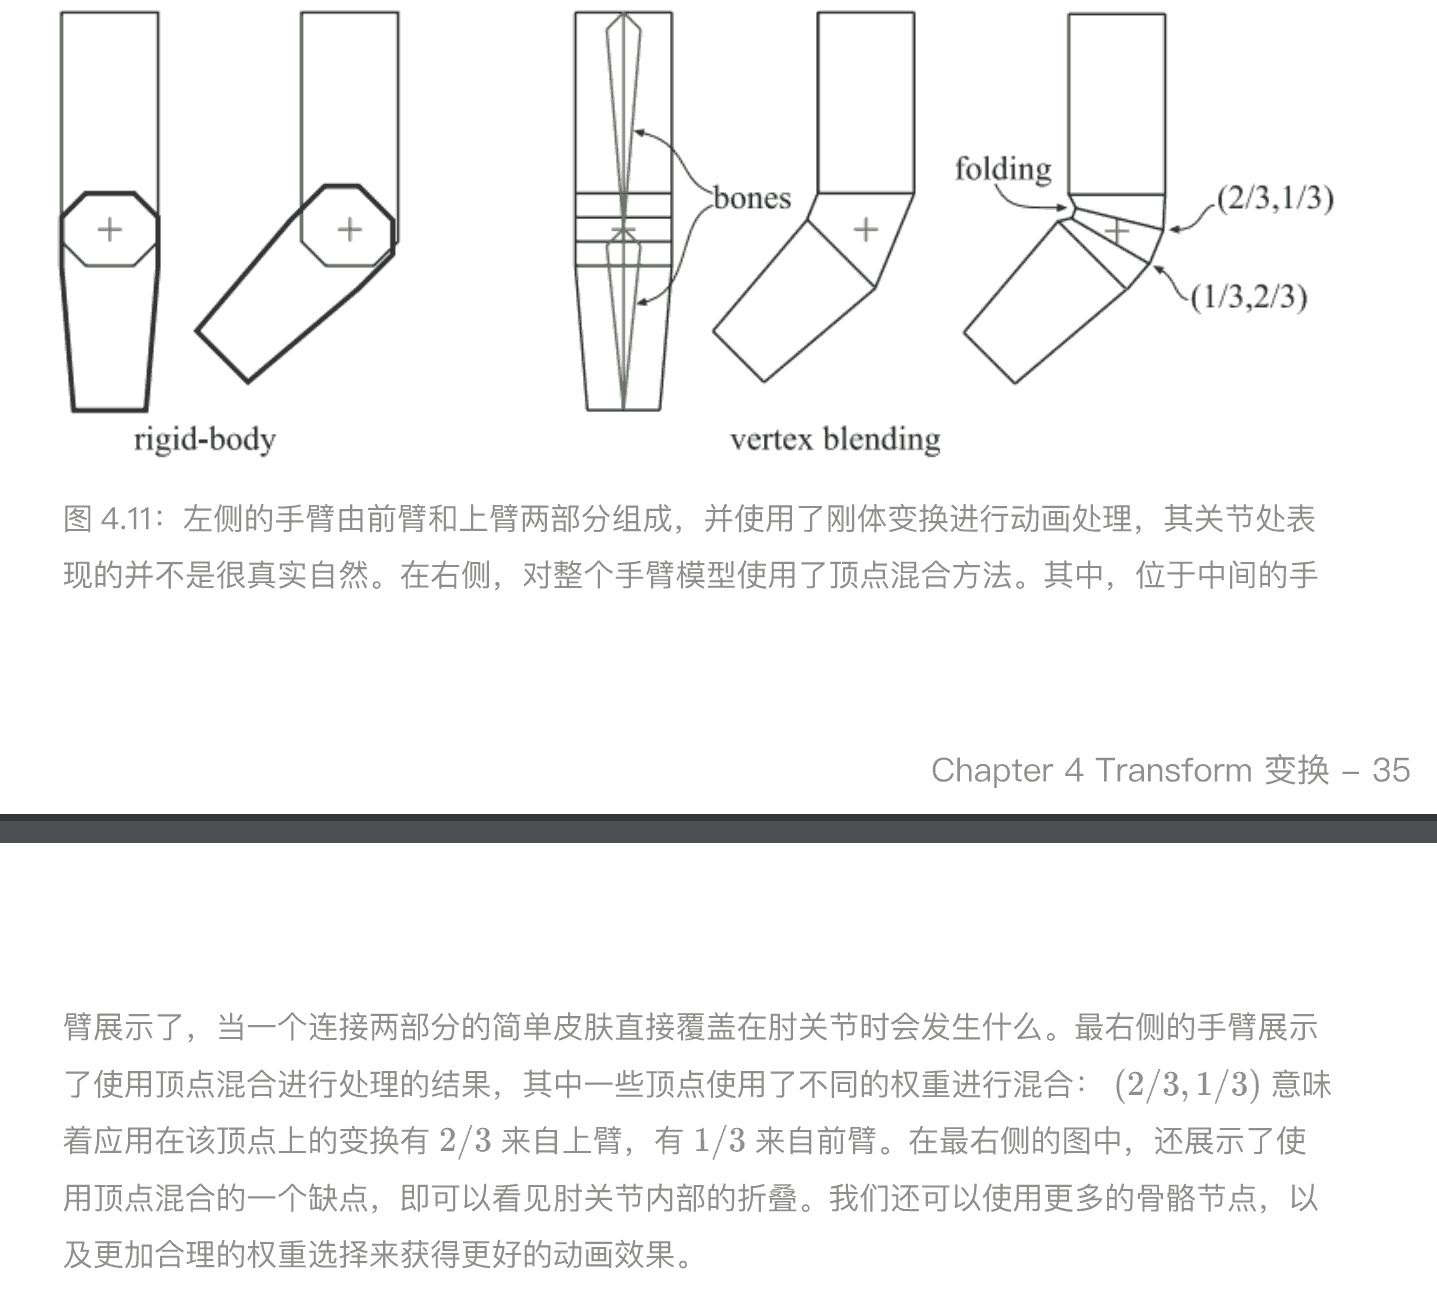 folding
bones
(2/3,1/3)
(1/3,2/3)
rigid-body
vertex blending
图 4.11：左侧的手臂由前臂和上臂两部分组成，并使用了刚体变换进行动画处理，其关节处表
现的并不是很真实自然。在右侧，对整个手臂模型使用了顶点混合方法。其中，位于中间的手
Chapter 4 Transform 变换 – 35
臂展示了，当一个连接两部分的简单皮肤直接覆盖在肘关节时会发生什么。最右侧的手臂展示
了使用顶点混合进行处理的结果，其中一些顶点使用了不同的权重进行混合： (2/3, 1/3) 意味
着应用在该顶点上的变换有 2/3 来自上臂，有 1/3 来自前臂。在最右侧的图中，还展示了使
用顶点混合的一个缺点，即可以看见肘关节内部的折叠。我们还可以使用更多的骨骼节点，以
及更加合理的权重选择来获得更好的动画效果。